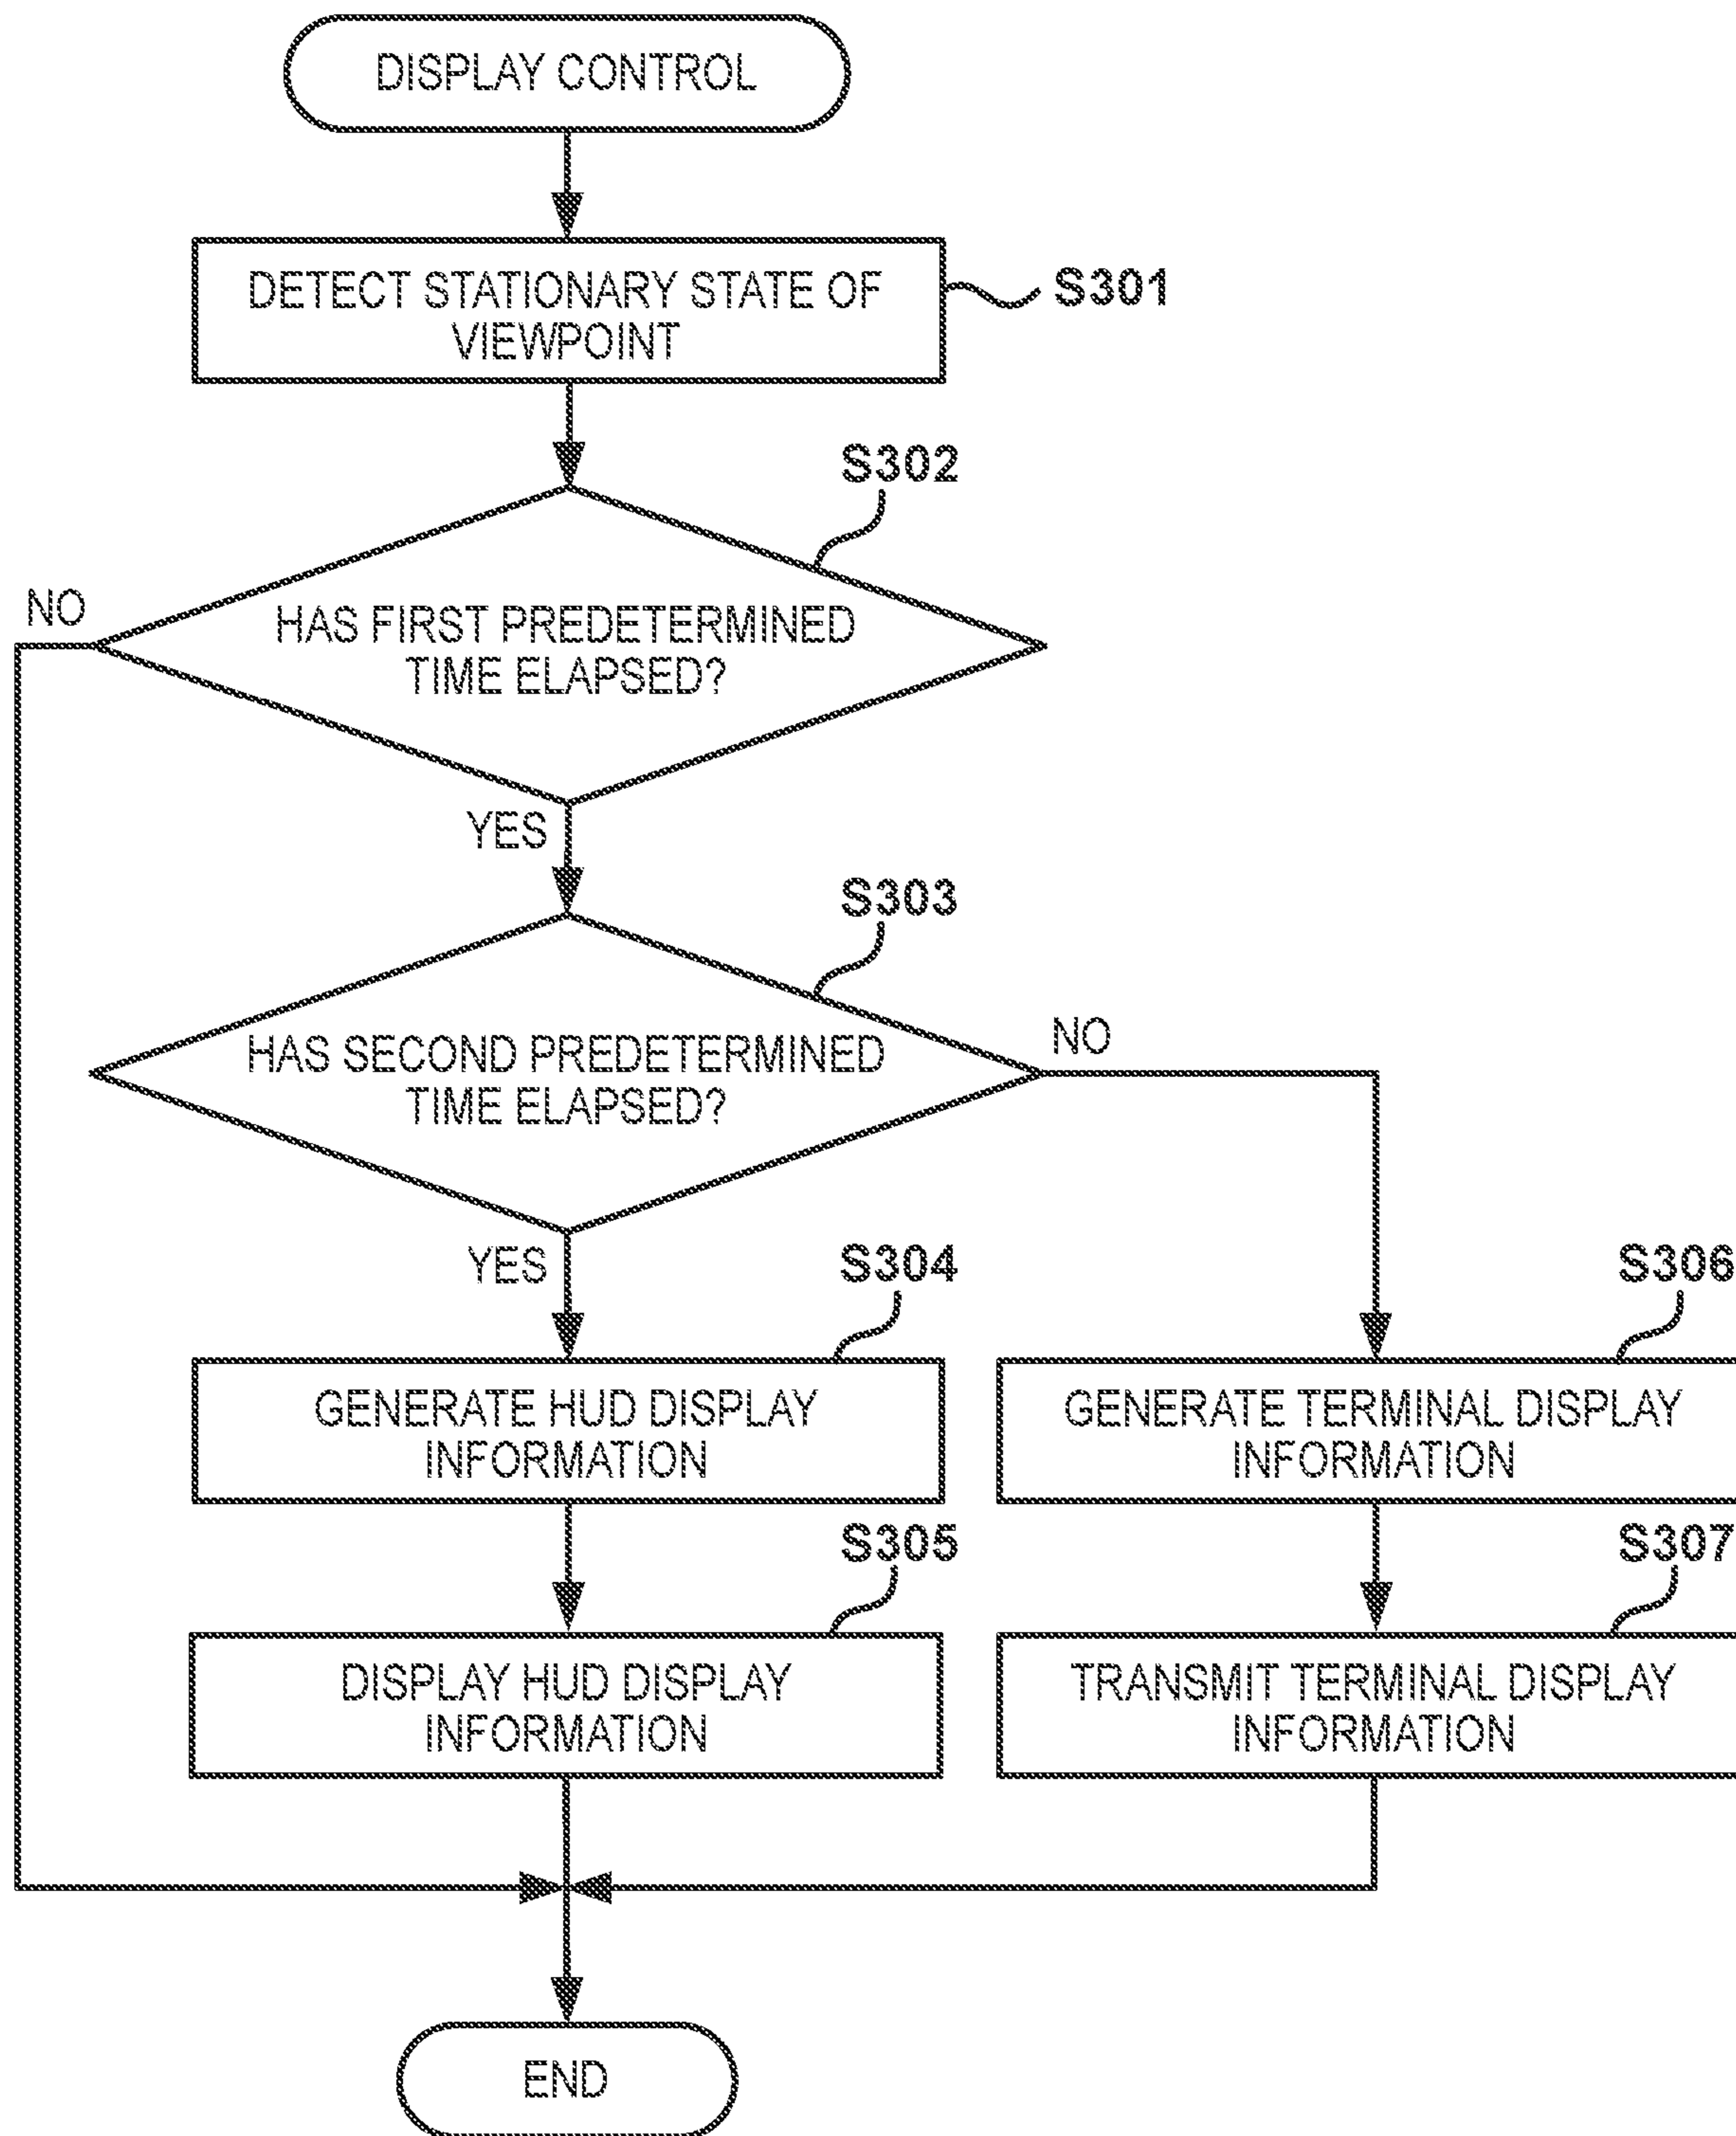 DISPLAY CONTROL
DETECT STATIONARY STATE OF
VIEWPOINT
S301
S302
NO
HAS FIRST PREDETERMINED
TIME ELAPSED?
YES
S303
HAS SECOND PREDETERMINED
TIME ELAPSED?
NO
YES
S304
S306
GENERATE HUD DISPLAY
INFORMATION
GENERATE TERMINAL DISPLAY
INFORMATION
S305
S307
DISPLAY HUD DISPLAY
INFORMATION
TRANSMIT TERMINAL DISPLAY
INFORMATION
END